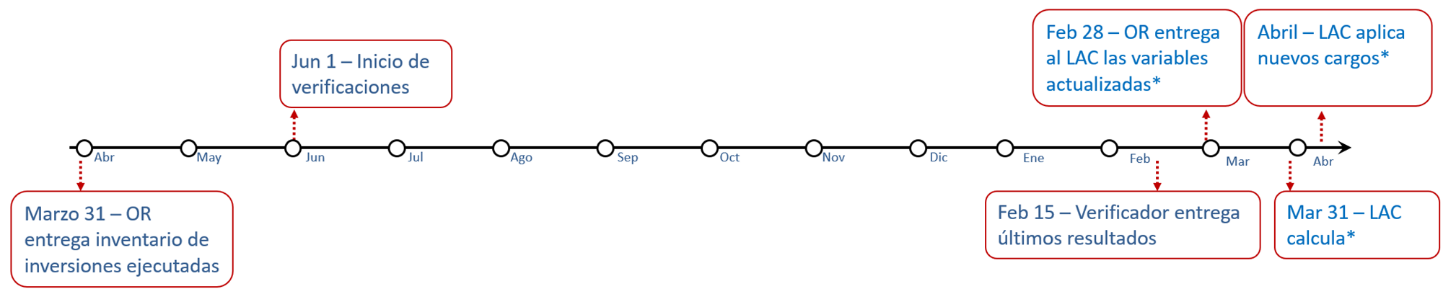 Jun 1 – Inicio de
verificaciones
Feb 28 – OR entrega
al LAC las variables
actualizadas*
Abril – LAC aplica
nuevos cargos*
Abr
May
Jun
Jul
Ago
Sep
Oct
Nov
Dic
Ene
Feb
Mar
Abr
Marzo 31 – OR
entrega inventario de
inversiones ejecutadas
Feb 15 – Verificador entrega
últimos resultados
Mar 31 – LAC
calcula*